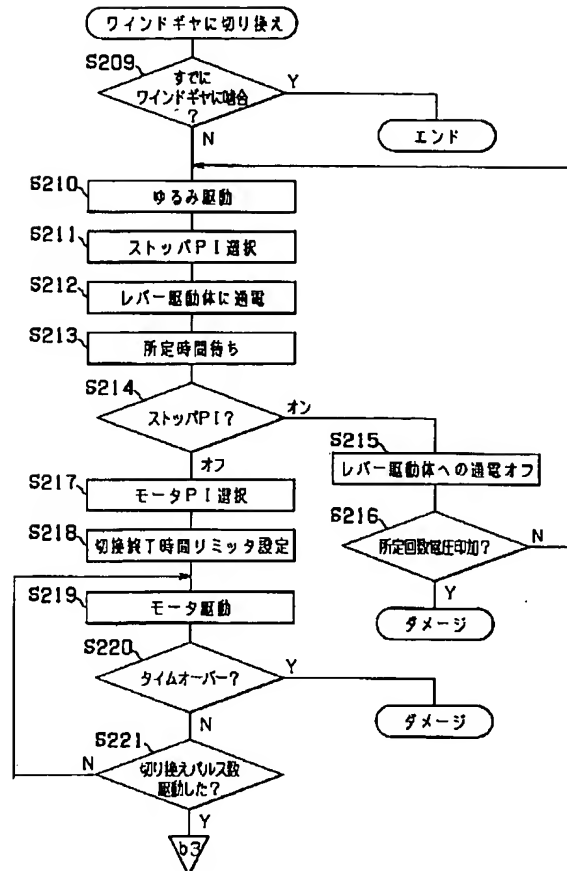 ワインドギヤに切り換え
S209
すでに
ワインドギヤに噛合
?
Y
エンド
N
S210
ゆるみ駆動
S211
ストッパPI選択
S212
レバー駆動体に通電
S213
所定時間待ち
S214
ストッパPI?
オン
オフ
S215
レバー駆動体への通電オフ
S216
所定回数電圧印加?
N
Y
ダメージ
S217
モータPI選択
S218
切換終了時間リミッタ設定
S219
モータ駆動
S220
タイムオーバー?
Y
ダメージ
N
S221
切り換えパルス数
駆動した?
N
Y
b3